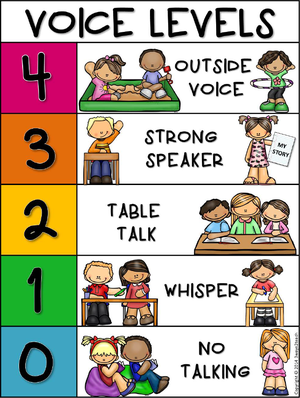 VOICE LEVELS
4
OUTSIDE
VOICE
3
STRONG
SPEAKER
MY
STORY
2
TABLE
TALK
1
WHISPER
0
NO
TALKING